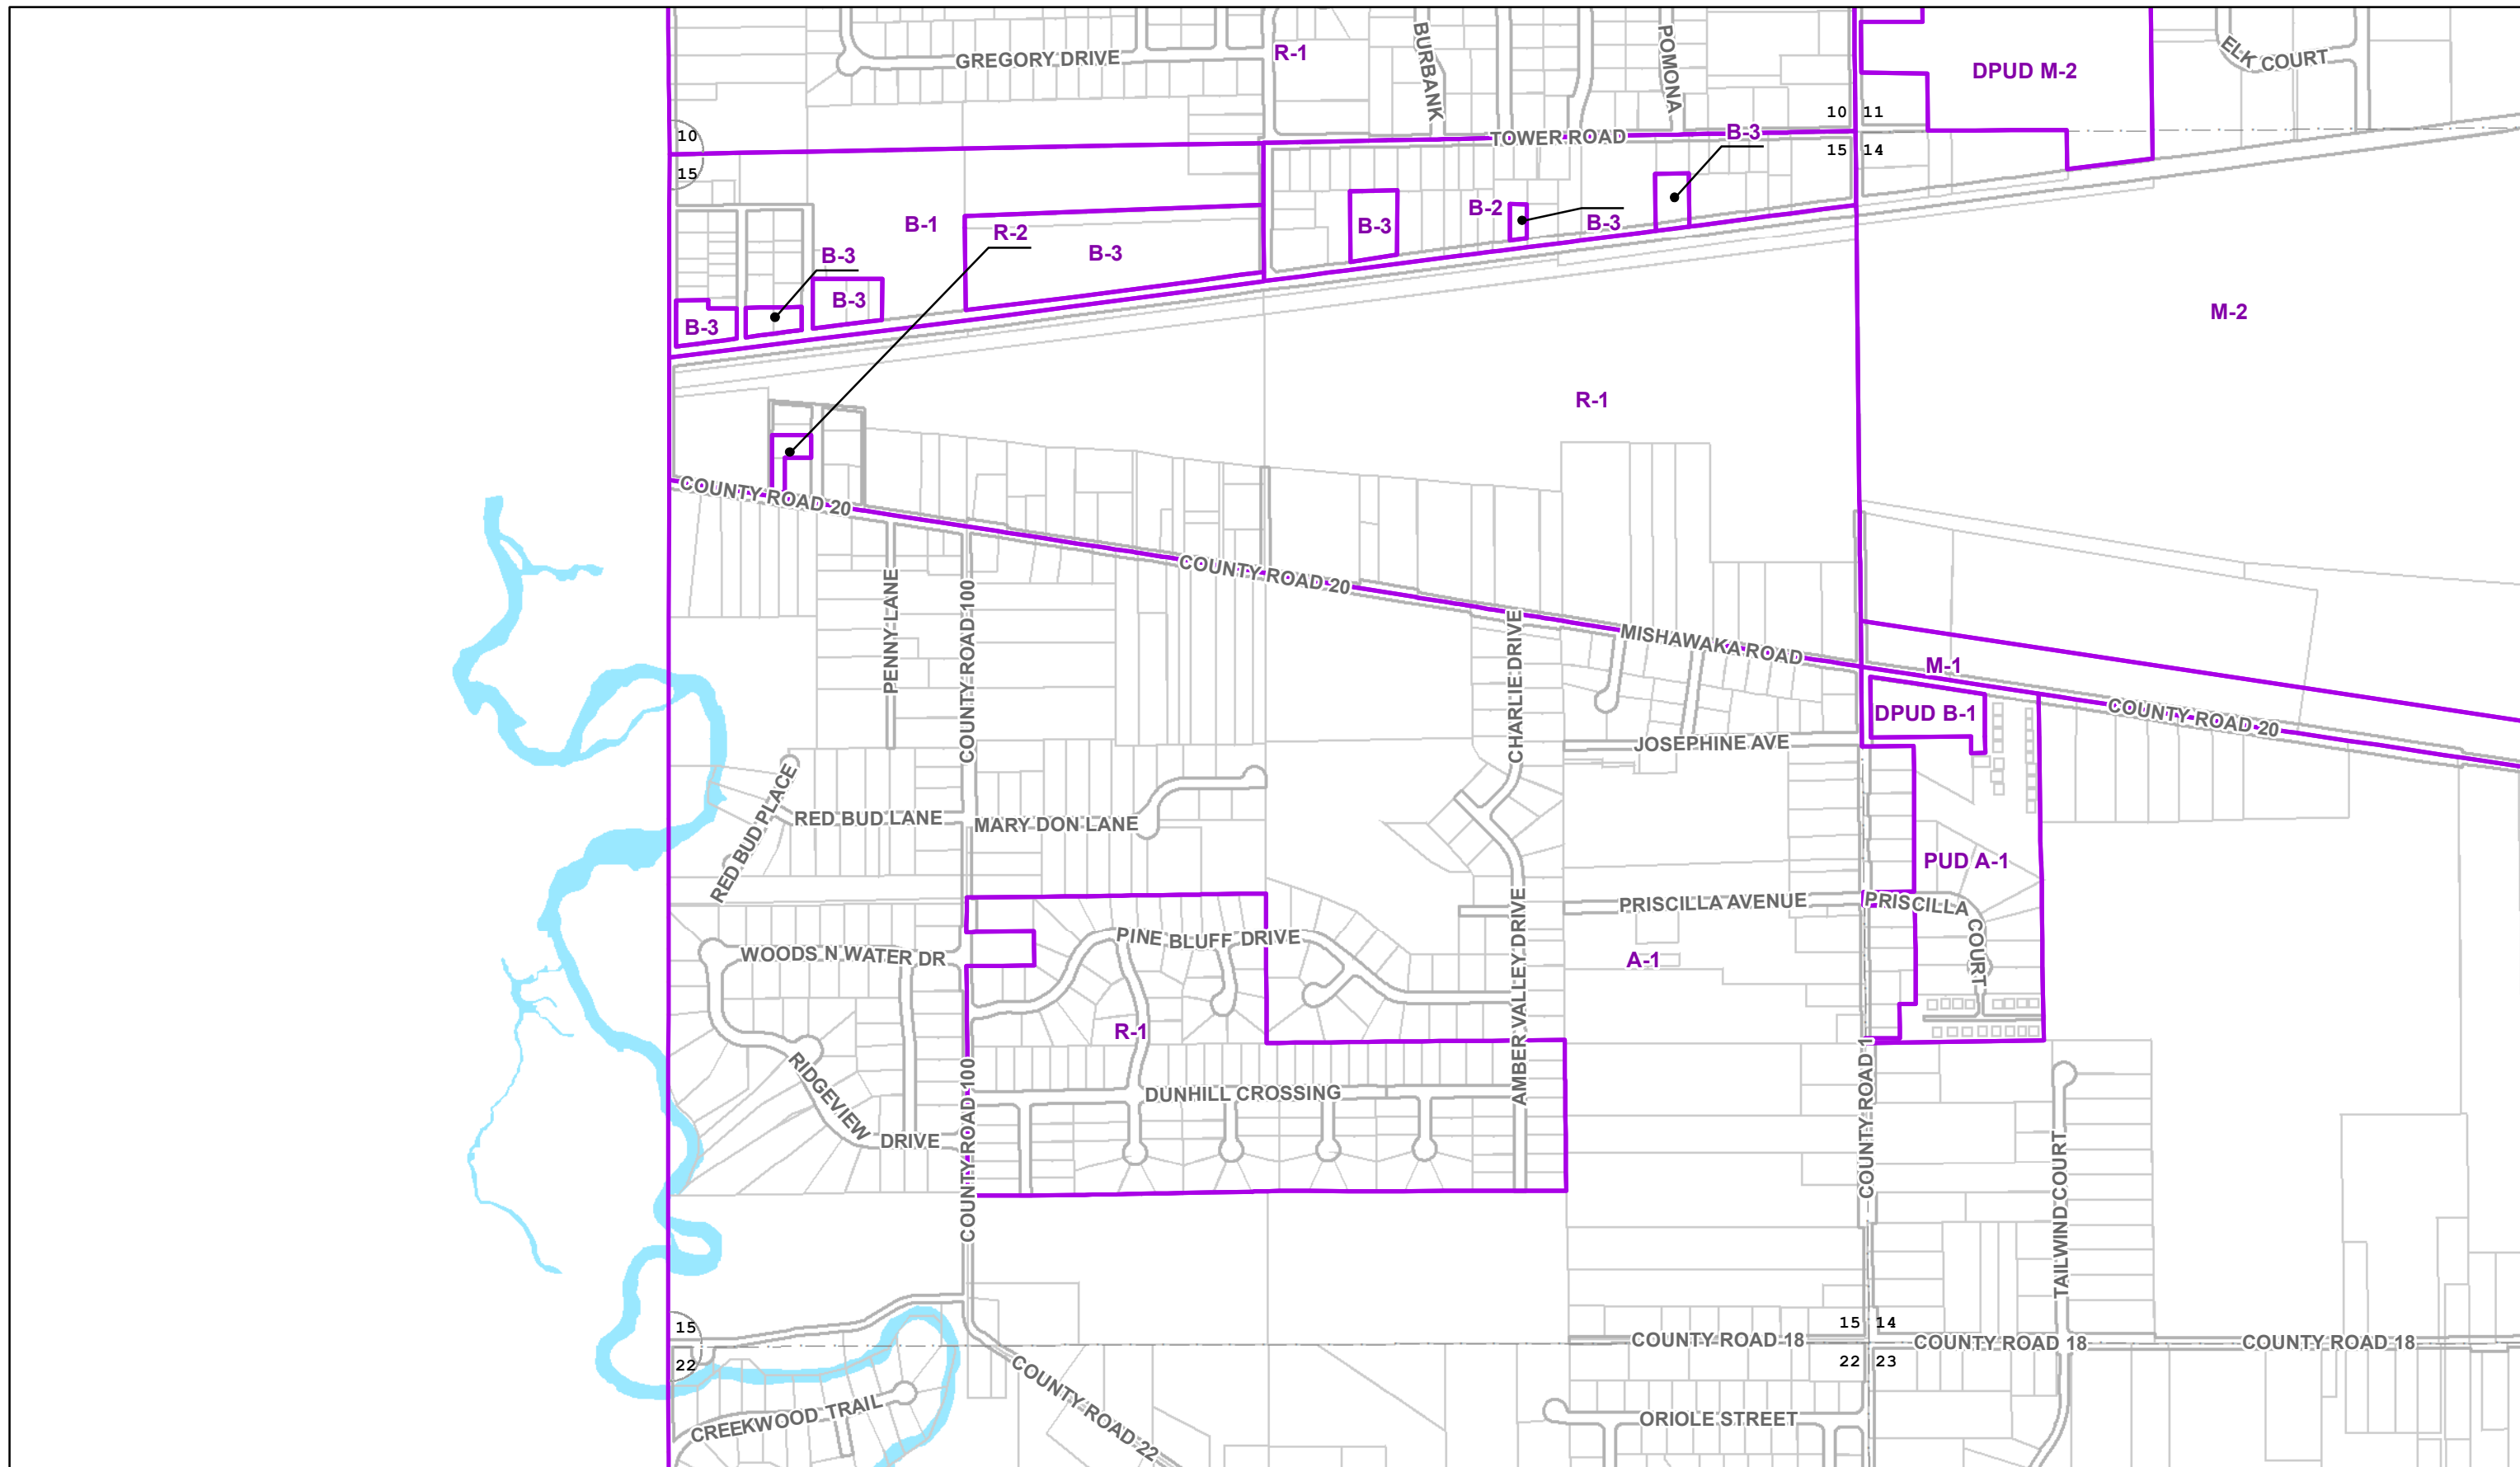 GREGORY DRIVE
R-1
BURBANK
POMONA
DPUD M-2
ELK COURT
10
10 11
TOWER ROAD
B-3
15
15 14
B-1
R-2
B-3
B-3
B-2
B-3
B-3
B-3
B-3
M-2
R-1
COUNTY ROAD 20
COUNTY ROAD 20
PENNY LANE
COUNTY ROAD 100
CHARLIE DRIVE
MISHAWAKA ROAD
M-1
DPUD B-1
COUNTY ROAD 20
JOSEPHINE AVE
RED BUD PLACE
RED BUD LANE
MARY DON LANE
PUD A-1
PRISCILLA AVENUE
PRISCILLA
COURT
PINE BLUFF DRIVE
AMBER VALLEY DRIVE
WOODS N WATER DR
A-1
R-1
RIDGEVIEW
DRIVE
COUNTY ROAD 100
DUNHILL CROSSING
COUNTY ROAD 1
TAILWIND COURT
15
15 14
COUNTY ROAD 18
COUNTY ROAD 18
COUNTY ROAD 18
22
22 23
COUNTY ROAD 22
CREEKWOOD TRAIL
ORIOLE STREET